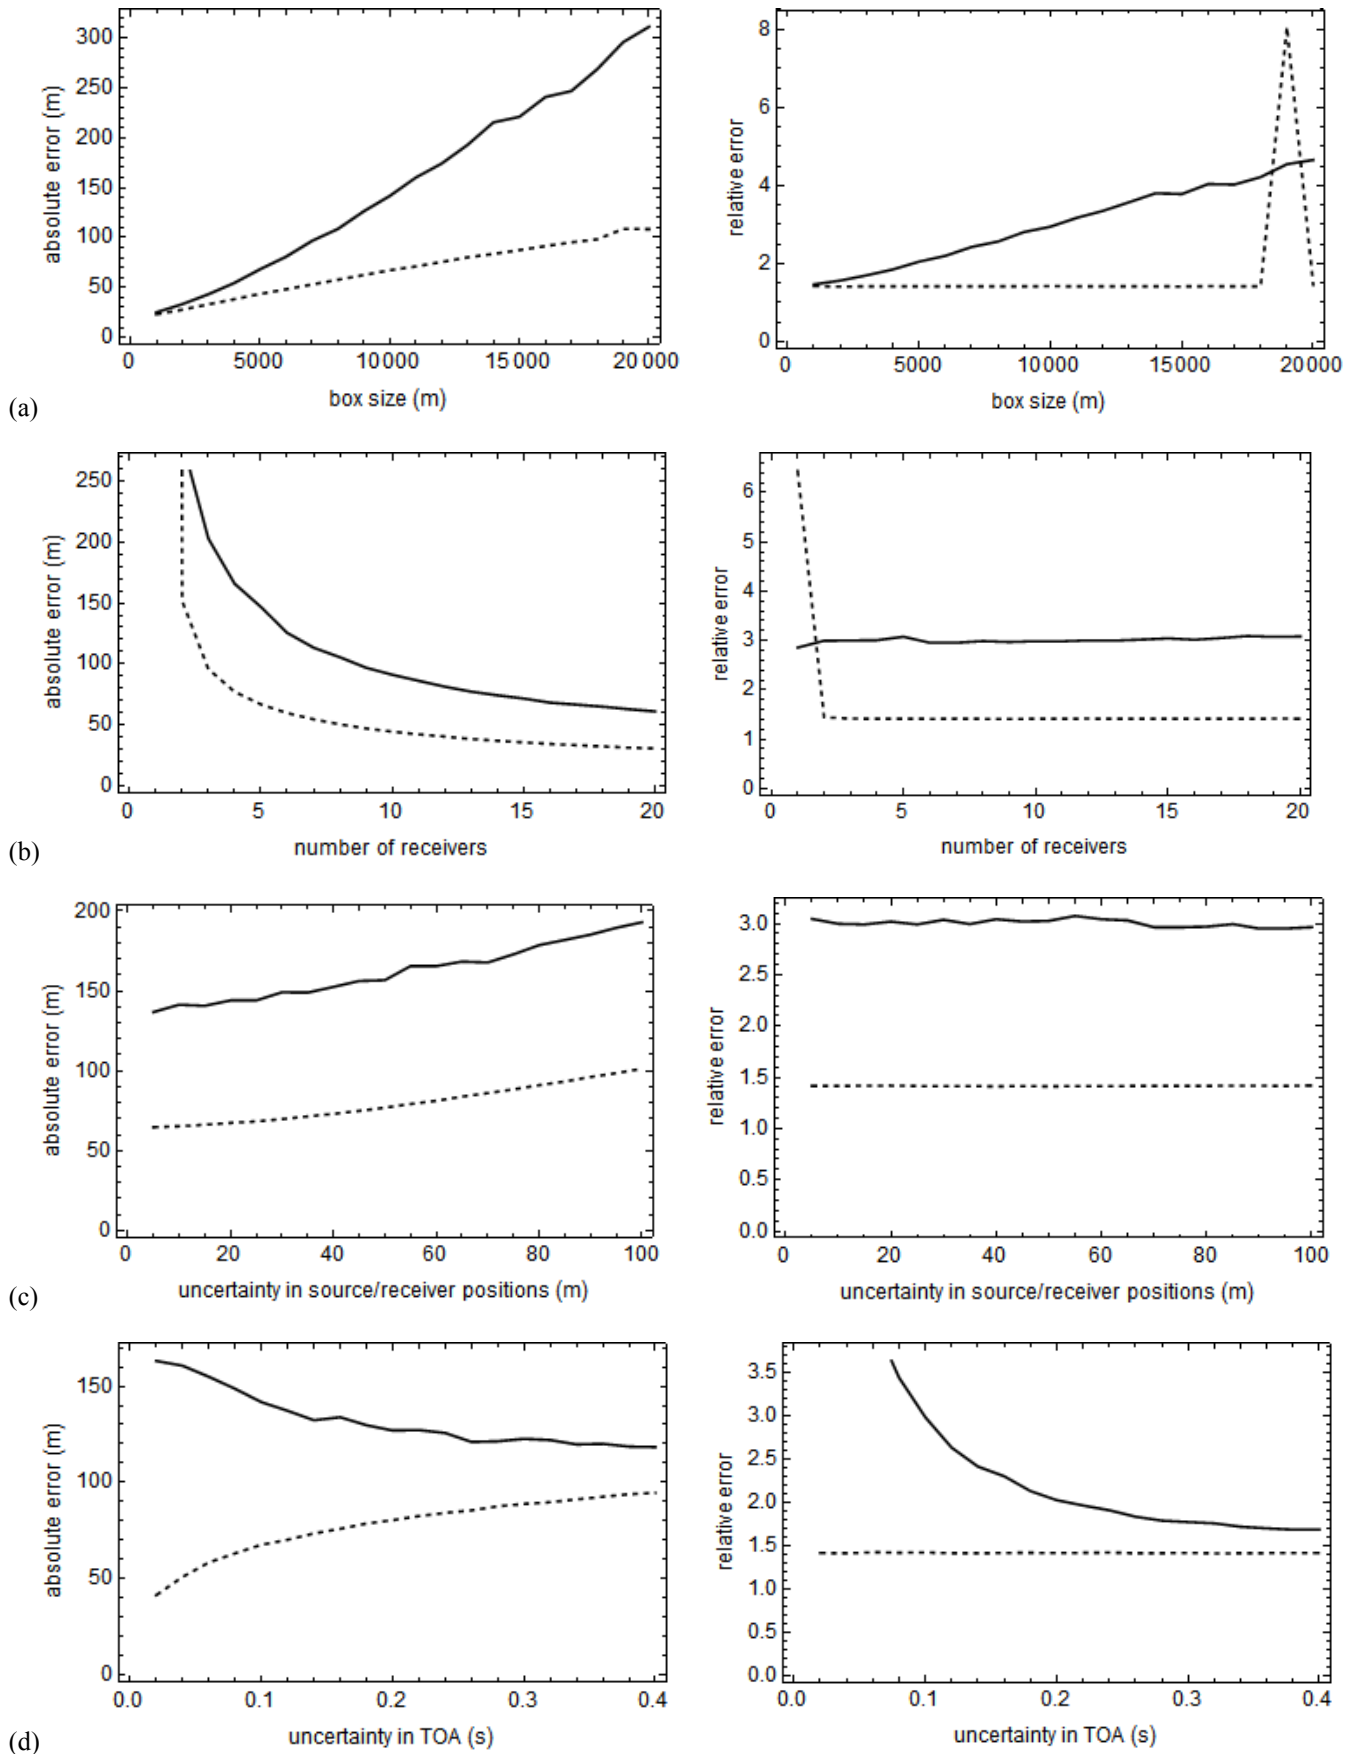 absolute error (m)
300
250
200
150
100
50
0
0 5000 10000 15000 20000
box size (m)
relative error
8
6
4
2
0
0 5000 10000 15000 20000
box size (m)
(a)
absolute error (m)
250
200
150
100
50
0
0 5 10 15 20
number of receivers
relative error
6
5
4
3
2
1
0
0 5 10 15 20
number of receivers
(b)
absolute error (m)
200
150
100
50
0
0 20 40 60 80 100
uncertainty in source/receiver positions (m)
relative error
3.0
2.5
2.0
1.5
1.0
0.5
0.0
0 20 40 60 80 100
uncertainty in source/receiver positions (m)
(c)
absolute error (m)
150
100
50
0
0.0 0.1 0.2 0.3 0.4
uncertainty in TOA (s)
relative error
3.5
3.0
2.5
2.0
1.5
1.0
0.5
0.0
0.0 0.1 0.2 0.3 0.4
uncertainty in TOA (s)
(d)